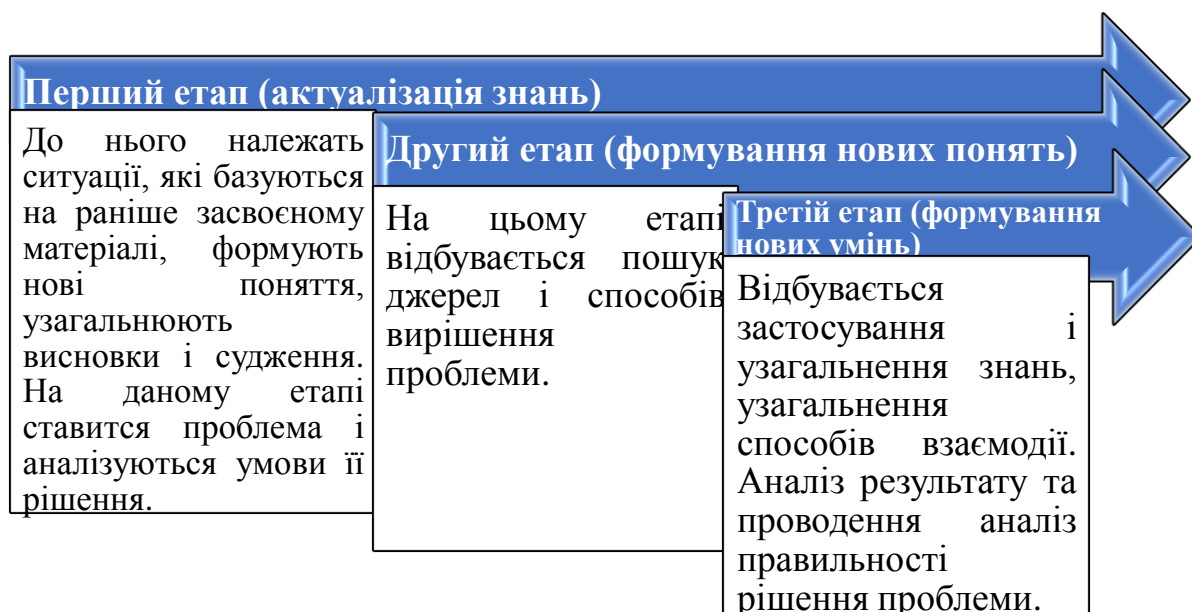 Перший етап (актуалізація знань)
До нього належать
ситуації, які базуються
на раніше засвоєному
матеріалі, формують
нові поняття,
узагальнюють
висновки і судження.
На даному етапі
ставится проблема і
аналізуються умови її
рішення.
Другий етап (формування нових понять)
На цьому етапі
відбувається пошук
джерел і способів
вирішення
проблеми.
Третій етап (формування
нових умінь)
Відбувається
застосування і
узагальнення знань,
узагальнення
способів взаємодії.
Аналіз результату та
проводення аналіз
правильності
рішення проблеми.